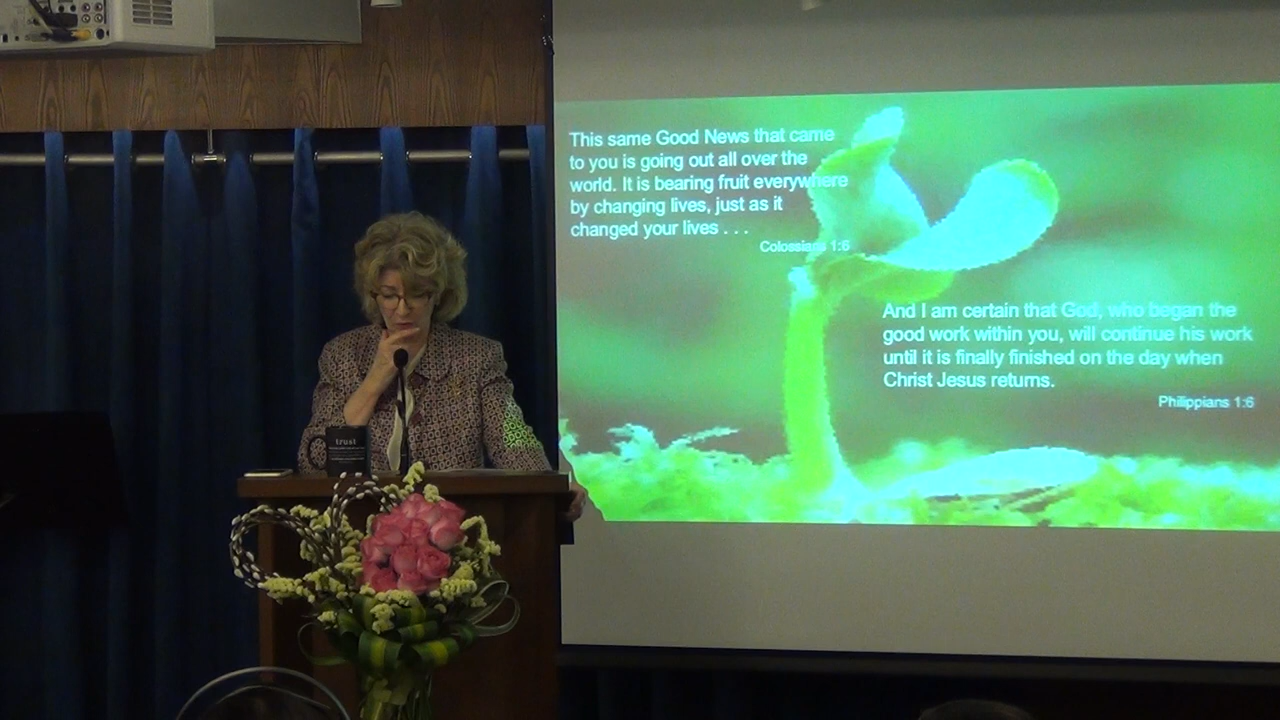 This same Good News that came
to you is going out all over the
world. It is bearing fruit everywhere
by changing lives, just as it
changed your lives . . .
Colossians 1:6
And I am certain that God, who began the
good work within you, will continue his work
until it is finally finished on the day when
Christ Jesus returns.
Philippians 1:6
trust